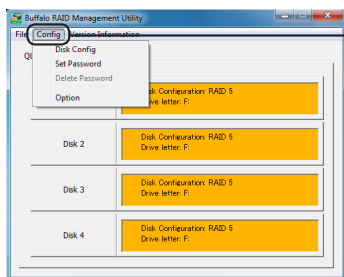 Buffalo RAID Management Utility
File Config Version Information
Disk Config
Set Password
Delete Password
Option
Disk Configuration: RAID 5
Drive letter: F:
Disk 2
Disk Configuration: RAID 5
Drive letter: F:
Disk 3
Disk Configuration: RAID 5
Drive letter: F:
Disk 4
Disk Configuration: RAID 5
Drive letter: F: